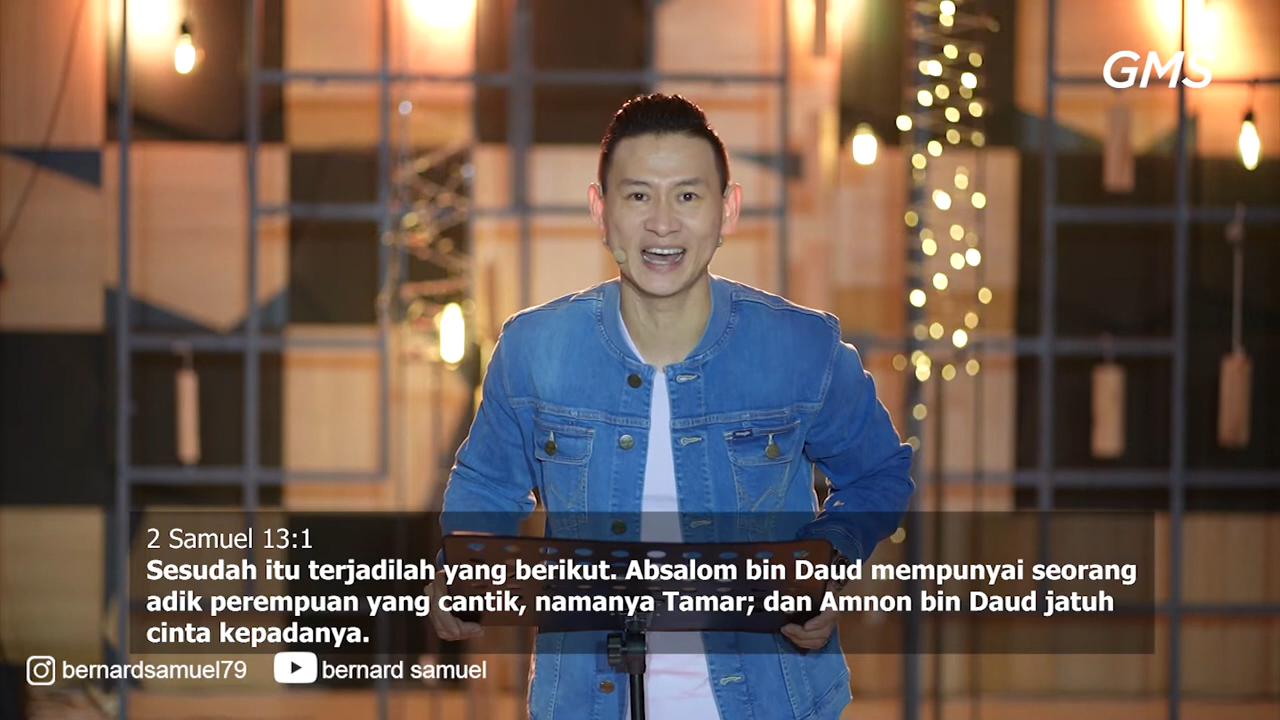 GMS
2 Samuel 13:1
Sesudah itu terjadilah yang berikut. Absalom bin Daud mempunyai seorang
adik perempuan yang cantik, namanya Tamar; dan Amnon bin Daud jatuh
cinta kepadanya.
bernardsamuel79 bernard samuel